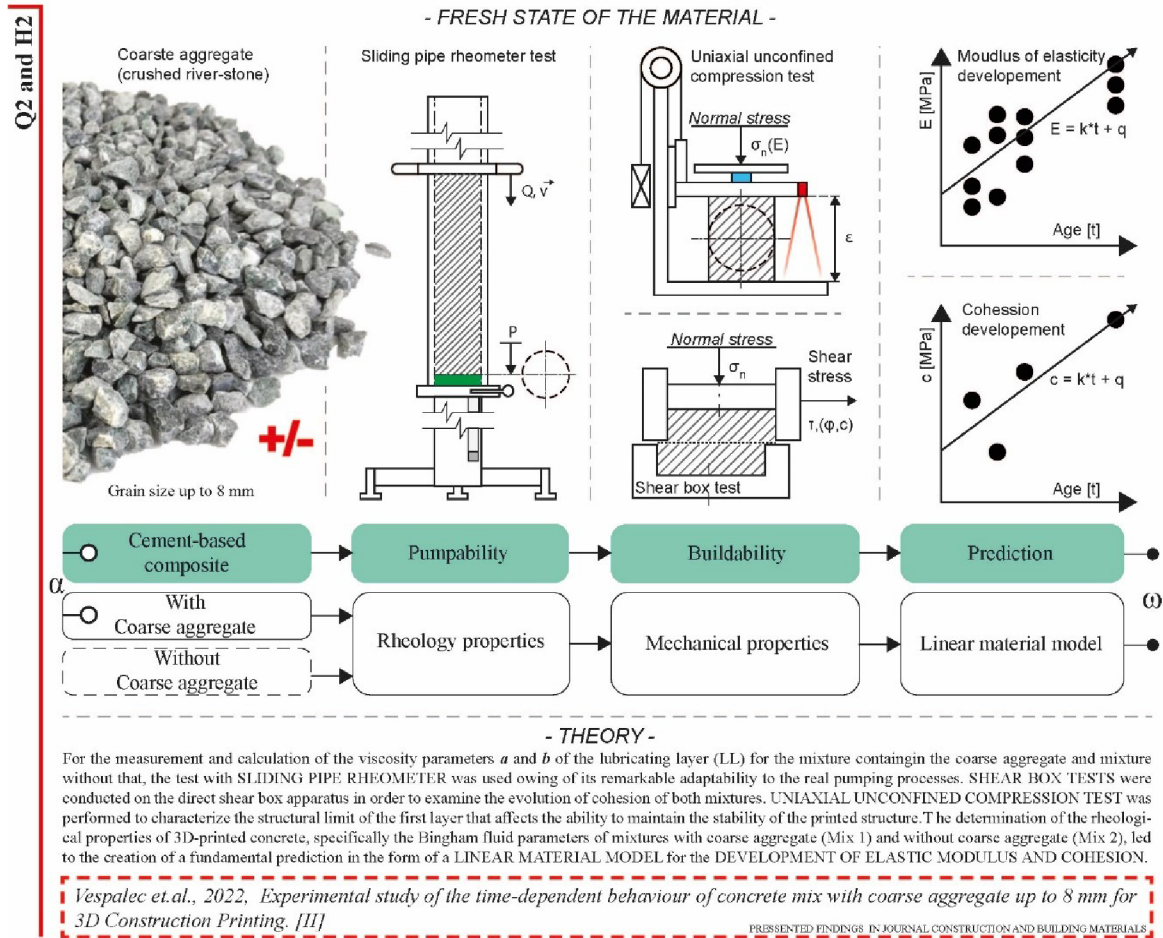 Q2 and H2
- FRESH STATE OF THE MATERIAL -
Coarste aggregate
(crushed river-stone)
+/-
Grain size up to 8 mm
Sliding pipe rheometer test
Q, v
P
Uniaxial unconfined
compression test
Normal stress
σn(E)
ε
Normal stress
σn
Shear
stress
τ,(φ,c)
Shear box test
Moudlus of elasticity
developement
E [MPa]
E = k*t + q
Age [t]
Cohession
developement
c [MPa]
c = k*t + q
Age [t]
α
Cement-based
composite
Pumpability
Buildability
Prediction
ω
With
Coarse aggregate
Without
Coarse aggregate
Rheology properties
Mechanical properties
Linear material model
- THEORY -
For the measurement and calculation of the viscosity parameters a and b of the lubricating layer (LL) for the mixture containgin the coarse aggregate and mixture
without that, the test with SLIDING PIPE RHEOMETER was used owing of its remarkable adaptability to the real pumping processes. SHEAR BOX TESTS were
conducted on the direct shear box apparatus in order to examine the evolution of cohesion of both mixtures. UNIAXIAL UNCONFINED COMPRESSION TEST was
performed to characterize the structural limit of the first layer that affects the ability to maintain the stability of the printed structure.T he determination of the rheologi-
cal properties of 3D-printed concrete, specifically the Bingham fluid parameters of mixtures with coarse aggregate (Mix 1) and without coarse aggregate (Mix 2), led
to the creation of a fundamental prediction in the form of a LINEAR MATERIAL MODEL for the DEVELOPMENT OF ELASTIC MODULUS AND COHESION.
Vespalec et.al., 2022, Experimental study of the time-dependent behaviour of concrete mix with coarse aggregate up to 8 mm for
3D Construction Printing. [II]
PRESSENTED FINDINGS IN JOURNAL CONSTRUCTION AND BUILDING MATERIALS